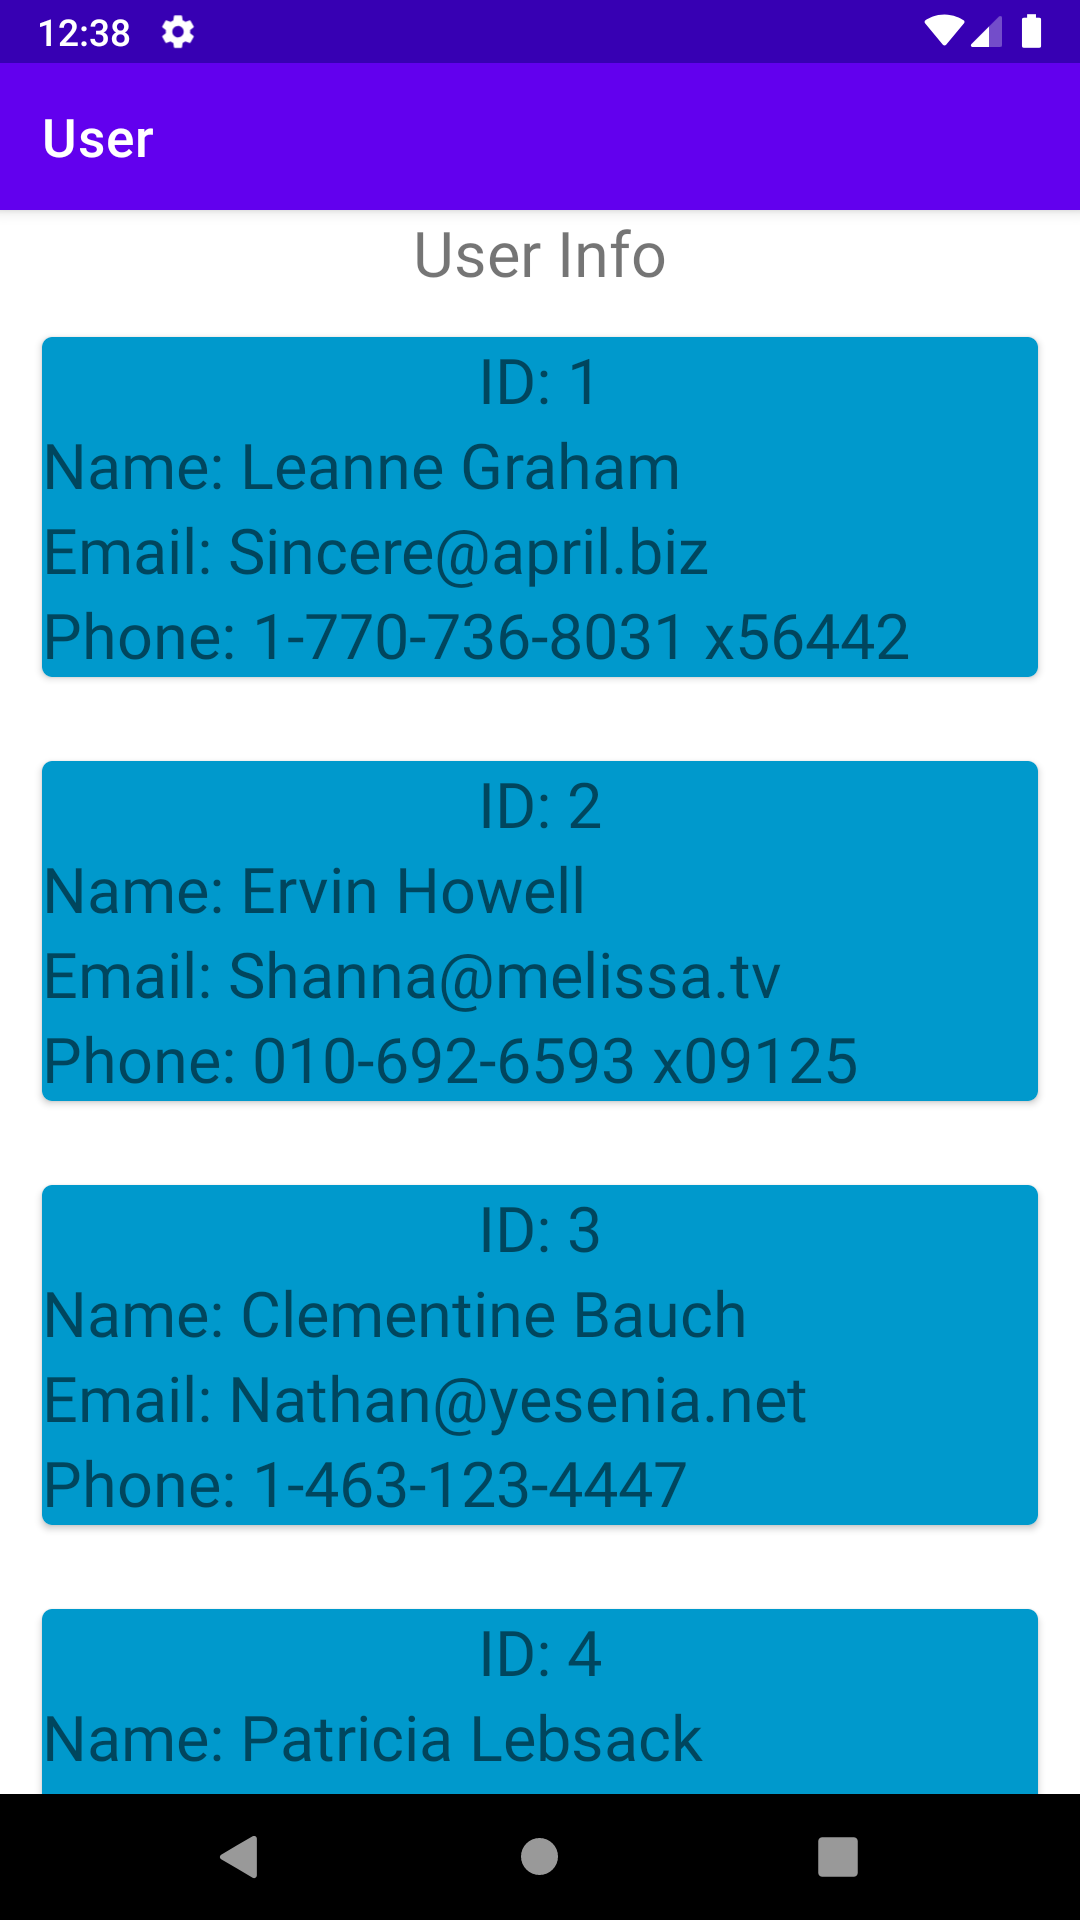 12:38
User
User Info
ID: 1
Name: Leanne Graham
Email: Sincere@april.biz
Phone: 1-770-736-8031 x56442
ID: 2
Name: Ervin Howell
Email: Shanna@melissa.tv
Phone: 010-692-6593 x09125
ID: 3
Name: Clementine Bauch
Email: Nathan@yesenia.net
Phone: 1-463-123-4447
ID: 4
Name: Patricia Lebsack